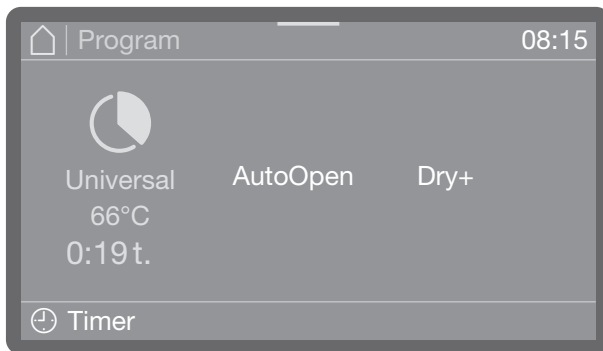 Program 08:15
Universal AutoOpen Dry+
66°C
0:19 t.
Timer